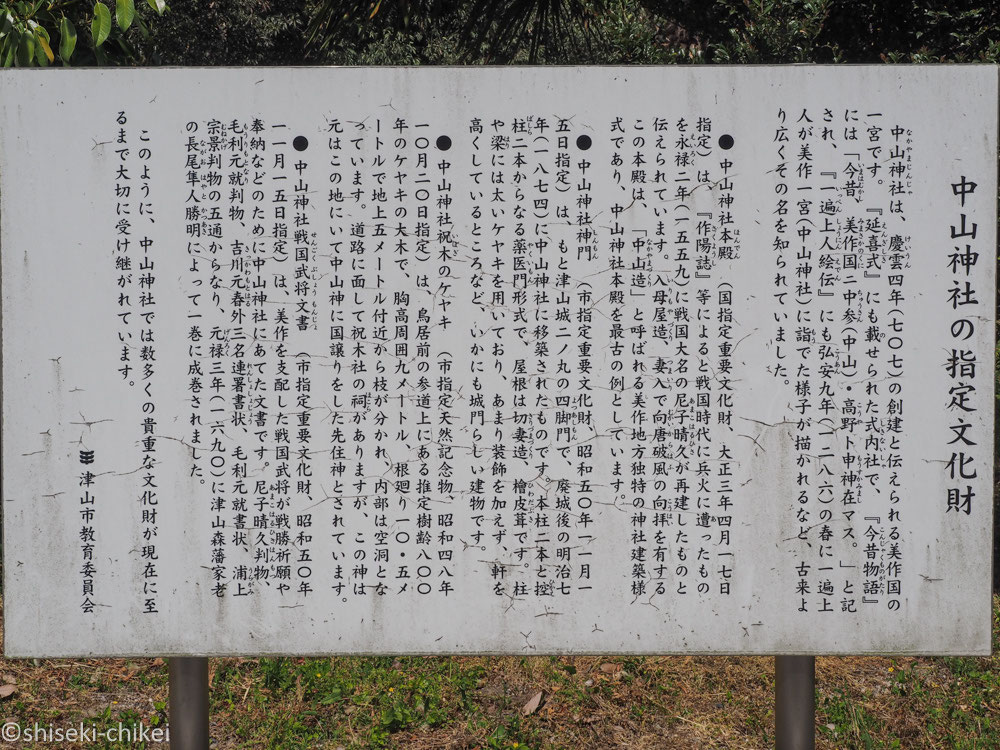 中山神社の指定文化財
中山神社は、慶雲四年(七〇七)の創建と伝えられる美作国の
一宮です。『延喜式』にも載せられた式内社で、『今昔物語』
には「今昔、美作国ニ中参(中山)・高野ト申神在マス。」と記
され、『一遍上人絵伝』にも弘安九年(一二八六)の春に一遍上
人が美作一宮(中山神社)に詣でた様子が描かれるなど、古来よ
り広くその名を知られていました。
●中山神社本殿(国指定重要文化財、大正三年四月一七日
指定)は、『作陽誌』等によると戦国時代に兵火に遭ったもの
を永禄二年(一五五九)に戦国大名の尼子晴久が再建したものと
伝えられています。入母屋造、妻入で向唐破風の向拝を有する
この本殿は、「中山造」と呼ばれる美作地方独特の神社建築様
式であり、中山神社本殿を最古の例としています。
●中山神社神門(市指定重要文化財、昭和五〇年一一月一
五日指定)は、もと津山城二ノ丸の四脚門で、廃城後の明治七
年(一八七四)に中山神社に移築されたものです。本柱二本と控
柱二本からなる薬医門形式で、屋根は切妻造、檜皮葺です。柱
や梁には太いケヤキを用いており、あまり装飾を加えず、軒を
高くしているところなど、いかにも城門らしい建物です。
●中山神社祝木のケヤキ(市指定天然記念物、昭和四八年
一〇月二〇日指定)は、鳥居前の参道上にある推定樹齢八〇〇
年のケヤキの大木で、胸高周囲九メートル、根廻り一〇・五メ
ートルで地上五メートル付近から枝が分かれ、内部は空洞とな
っています。道路に面して祝木社の祠がありますが、この神は
元はこの地にいて中山神に国譲りをした先住神とされています。
●中山神社戦国武将文書(市指定重要文化財、昭和五〇年
一一月一五日指定)は、美作を支配した戦国武将が戦勝祈願や
奉納などのために中山神社にあてた文書です。尼子晴久判物、
毛利元就判物、吉川元春外三名連署書状、毛利元就書状、浦上
宗景判物の五通からなり、元禄三年(一六九〇)に津山森藩家老
の長尾隼人勝明によって一巻に成巻されました。
このように、中山神社では数多くの貴重な文化財が現在に至
るまで大切に受け継がれています。
津山市教育委員会
©shiseki-chikei